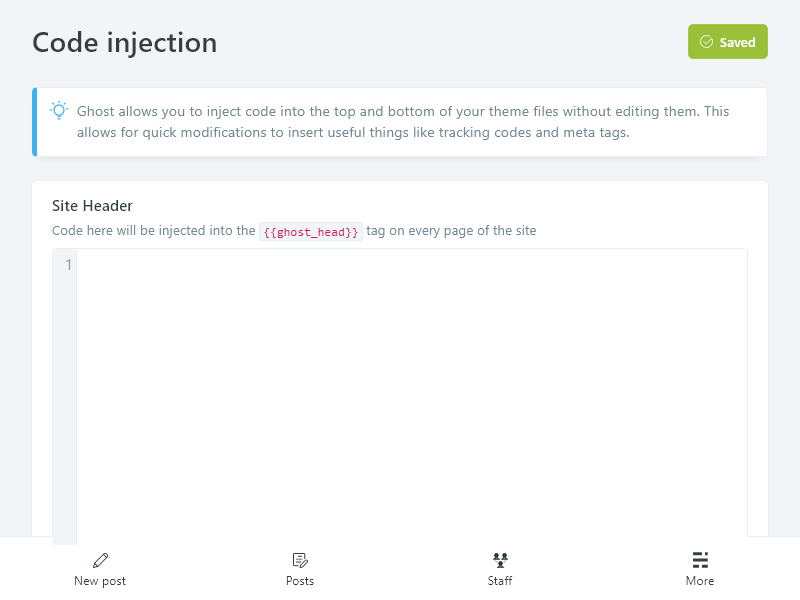 Code injection
Saved
Ghost allows you to inject code into the top and bottom of your theme files without editing them. This
allows for quick modifications to insert useful things like tracking codes and meta tags.
Site Header
Code here will be injected into the {{ghost_head}} tag on every page of the site
1
New post
Posts
Staff
More